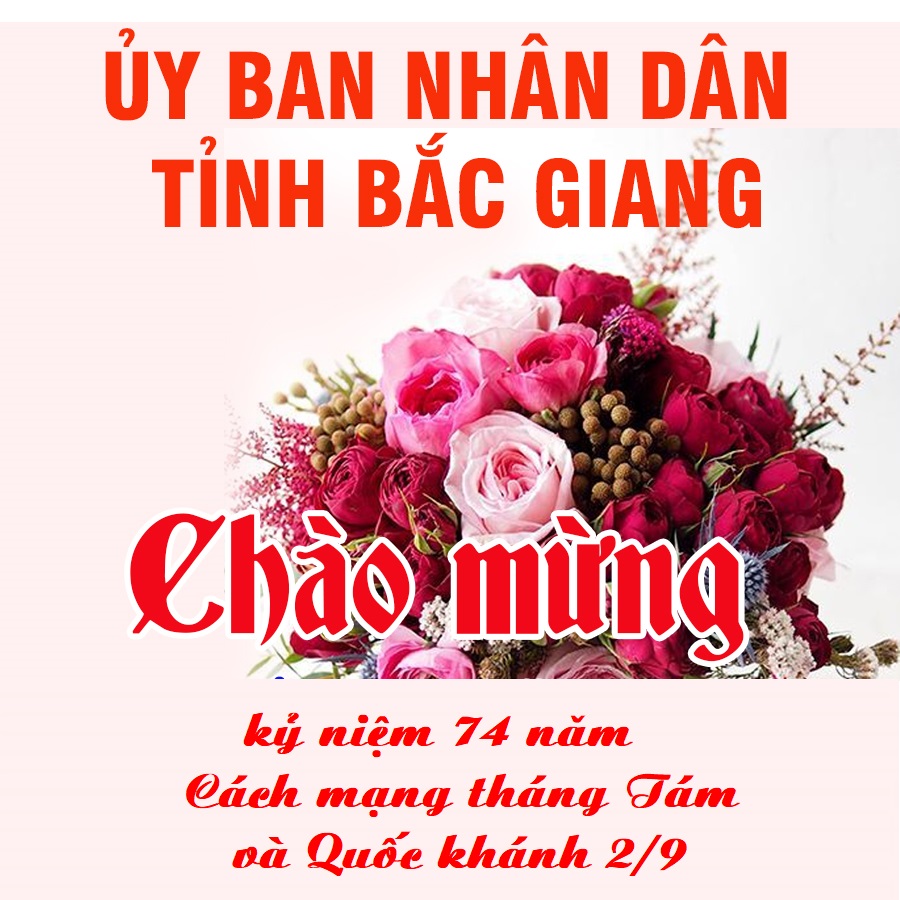 ỦY BAN NHÂN DÂN
TỈNH BẮC GIANG
Chào mừng
kỷ niệm 74 năm
Cách mạng tháng Tám
và Quốc khánh 2/9